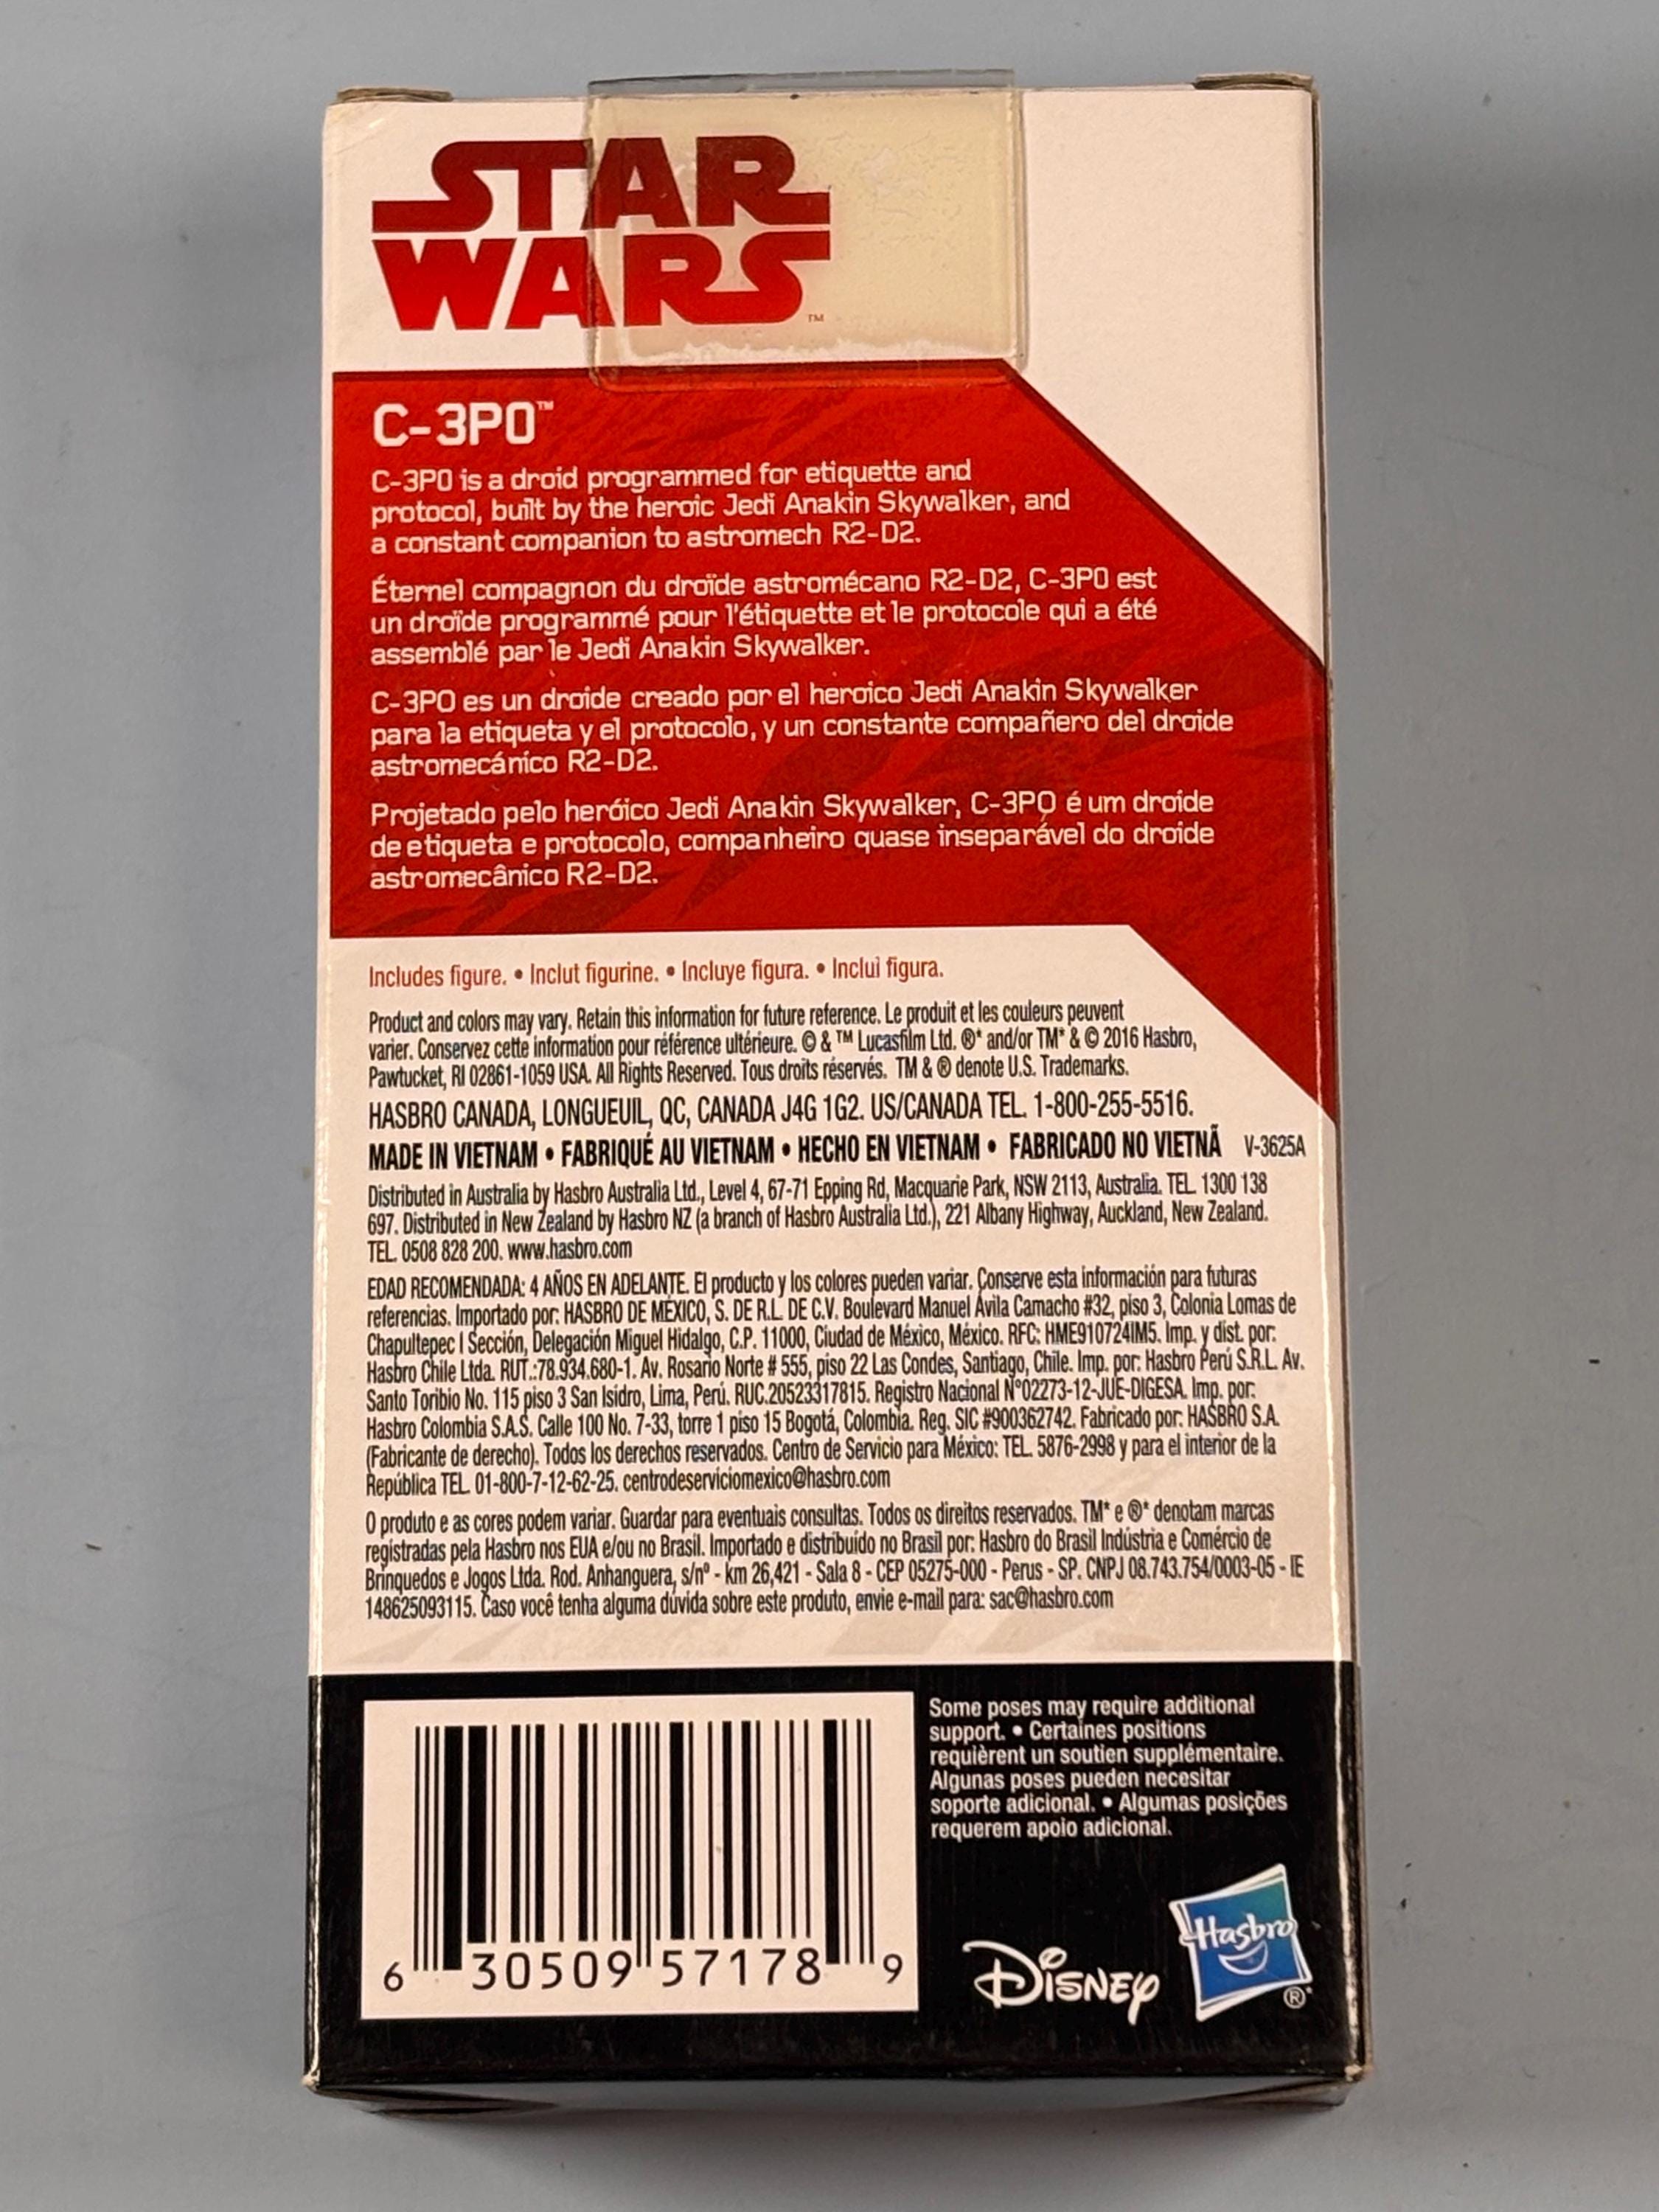 STAR
WARS
™
C-3PO™
C-3PO is a droid programmed for etiquette and
protocol, built by the heroic Jedi Anakin Skywalker, and
a constant companion to astromech R2-D2.
Éternel compagnon du droïde astromécano R2-D2, C-3PO est
un droïde programmé pour l'étiquette et le protocole qui a été
assemblé par le Jedi Anakin Skywalker.
C-3PO es un droide creado por el heroico Jedi Anakin Skywalker
para la etiqueta y el protocolo, y un constante compañero del droide
astromecánico R2-D2.
Projetado pelo heróico Jedi Anakin Skywalker, C-3PO é um droide
de etiqueta e protocolo, companheiro quase inseparável do droide
astromecânico R2-D2.
Includes figure. • Inclut figurine. • Incluye figura. • Inclui figura.
Product and colors may vary. Retain this information for future reference. Le produit et les couleurs peuvent
varier. Conservez cette information pour référence ultérieure. © & ™ Lucasfilm Ltd. ®* and/or TM* & © 2016 Hasbro,
Pawtucket, RI 02861-1059 USA. All Rights Reserved. Tous droits réservés. TM & ® denote U.S. Trademarks.
HASBRO CANADA, LONGUEUIL, QC, CANADA J4G 1G2. US/CANADA TEL. 1-800-255-5516.
MADE IN VIETNAM • FABRIQUÉ AU VIETNAM • HECHO EN VIETNAM • FABRICADO NO VIETNÃ V-3625A
Distributed in Australia by Hasbro Australia Ltd., Level 4, 67-71 Epping Rd, Macquarie Park, NSW 2113, Australia. TEL. 1300 138
697. Distributed in New Zealand by Hasbro NZ (a branch of Hasbro Australia Ltd.), 221 Albany Highway, Auckland, New Zealand.
TEL. 0508 828 200. www.hasbro.com
EDAD RECOMENDADA: 4 AÑOS EN ADELANTE. El producto y los colores pueden variar. Conserve esta información para futuras
referencias. Importado por: HASBRO DE MÉXICO, S. DE R.L. DE C.V. Boulevard Manuel Ávila Camacho #32, piso 3, Colonia Lomas de
Chapultepec I Sección, Delegación Miguel Hidalgo, C.P. 11000, Ciudad de México, México. RFC: HME910724IM5. Imp. y dist. por:
Hasbro Chile Ltda. RUT.:78.934.680-1. Av. Rosario Norte # 555, piso 22 Las Condes, Santiago, Chile. Imp. por: Hasbro Perú S.R.L. Av.
Santo Toribio No. 115 piso 3 San Isidro, Lima, Perú. RUC.20523317815. Registro Nacional N°02273-12-JUE-DIGESA. Imp. por:
Hasbro Colombia S.A.S. Calle 100 No. 7-33, torre 1 piso 15 Bogotá, Colombia. Reg. SIC #900362742. Fabricado por: HASBRO S.A.
(Fabricante de derecho). Todos los derechos reservados. Centro de Servicio para México: TEL. 5876-2998 y para el interior de la
República TEL. 01-800-7-12-62-25. centrodeserviciomexico@hasbro.com
O produto e as cores podem variar. Guardar para eventuais consultas. Todos os direitos reservados. TM* e ®* denotam marcas
registradas pela Hasbro nos EUA e/ou no Brasil. Importado e distribuído no Brasil por: Hasbro do Brasil Indústria e Comércio de
Brinquedos e Jogos Ltda. Rod. Anhanguera, s/nº - km 26,421 - Sala 8 - CEP 05275-000 - Perus - SP. CNPJ 08.743.754/0003-05 - IE
148625093115. Caso você tenha alguma dúvida sobre este produto, envie e-mail para: sac@hasbro.com
Some poses may require additional
support. • Certaines positions
requièrent un soutien supplémentaire.
Algunas poses pueden necesitar
soporte adicional. • Algumas posições
requerem apoio adicional.
6 30509 57178 9
Disney
Hasbro
®*